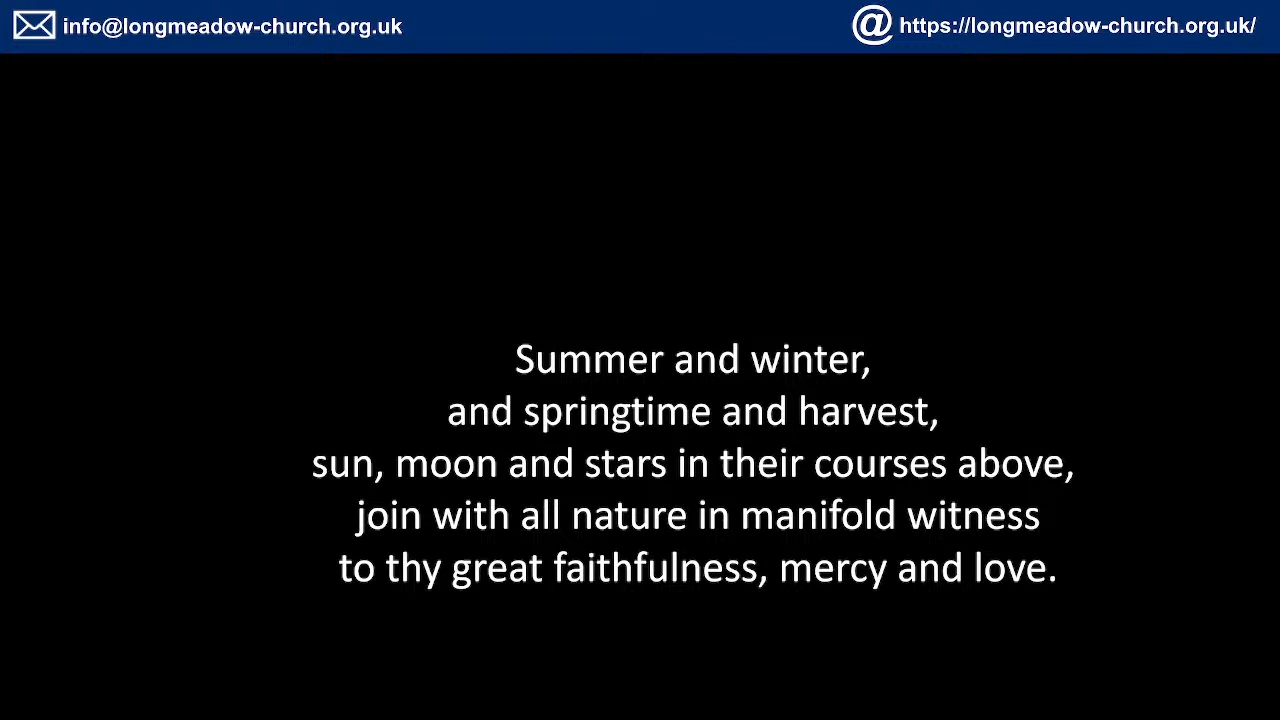 info@longmeadow-church.org.uk
https://longmeadow-church.org.uk/
Summer and winter,
and springtime and harvest,
sun, moon and stars in their courses above,
join with all nature in manifold witness
to thy great faithfulness, mercy and love.